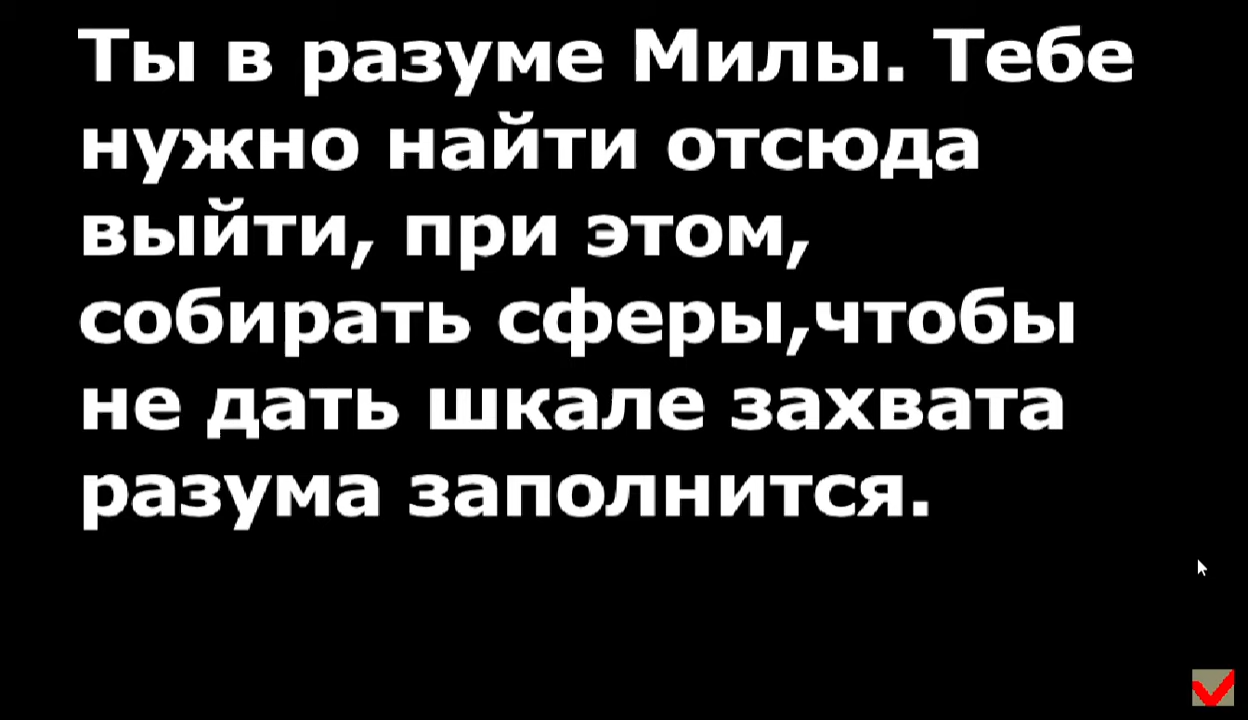 Ты в разуме Милы. Тебе
нужно найти отсюда
выйти, при этом,
собирать сферы,чтобы
не дать шкале захвата
разума заполнится.